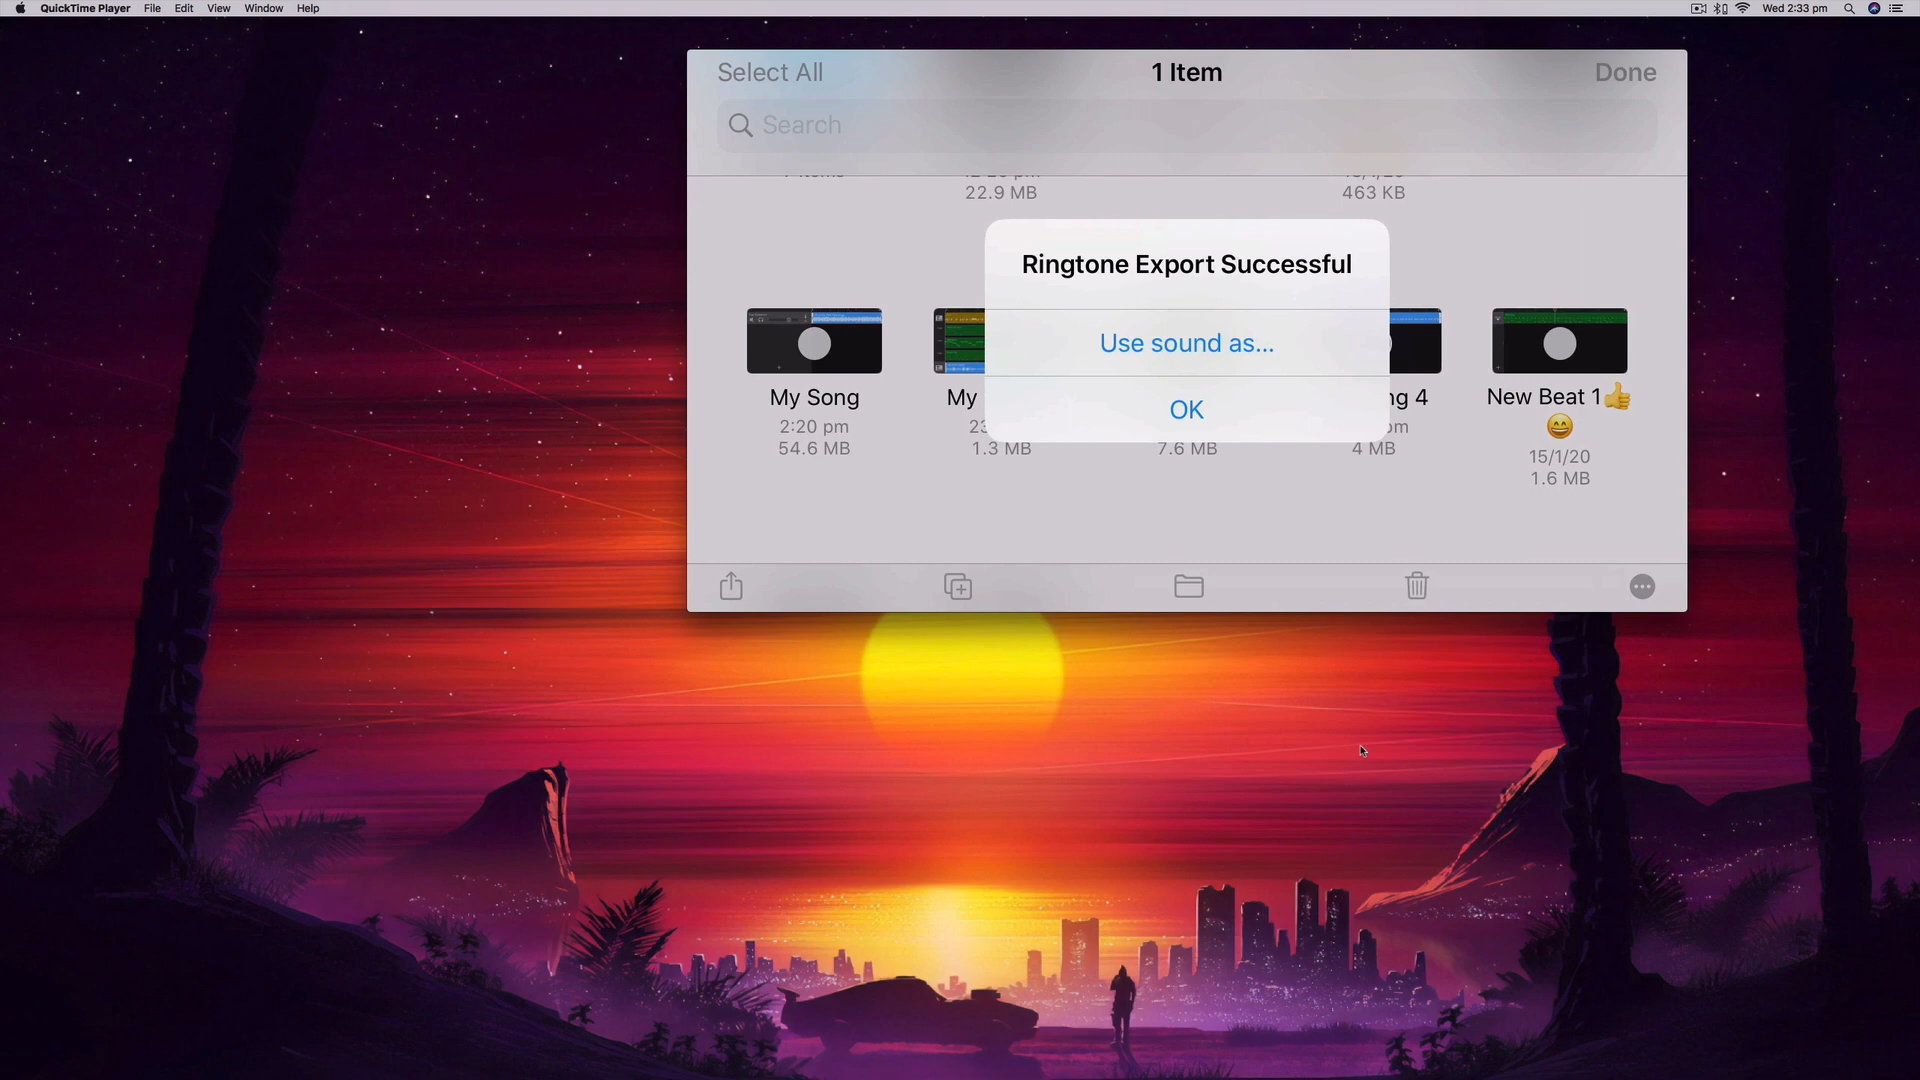 QuickTime Player File Edit View Window Help
Wed 2:33 pm
Select All
1 Item
Done
Search
22.9 MB
463 KB
Ringtone Export Successful
Use sound as...
OK
My Song
2:20 pm
54.6 MB
My
23
1.3 MB
7.6 MB
ng 4
pm
4 MB
New Beat 1👍
😄
15/1/20
1.6 MB